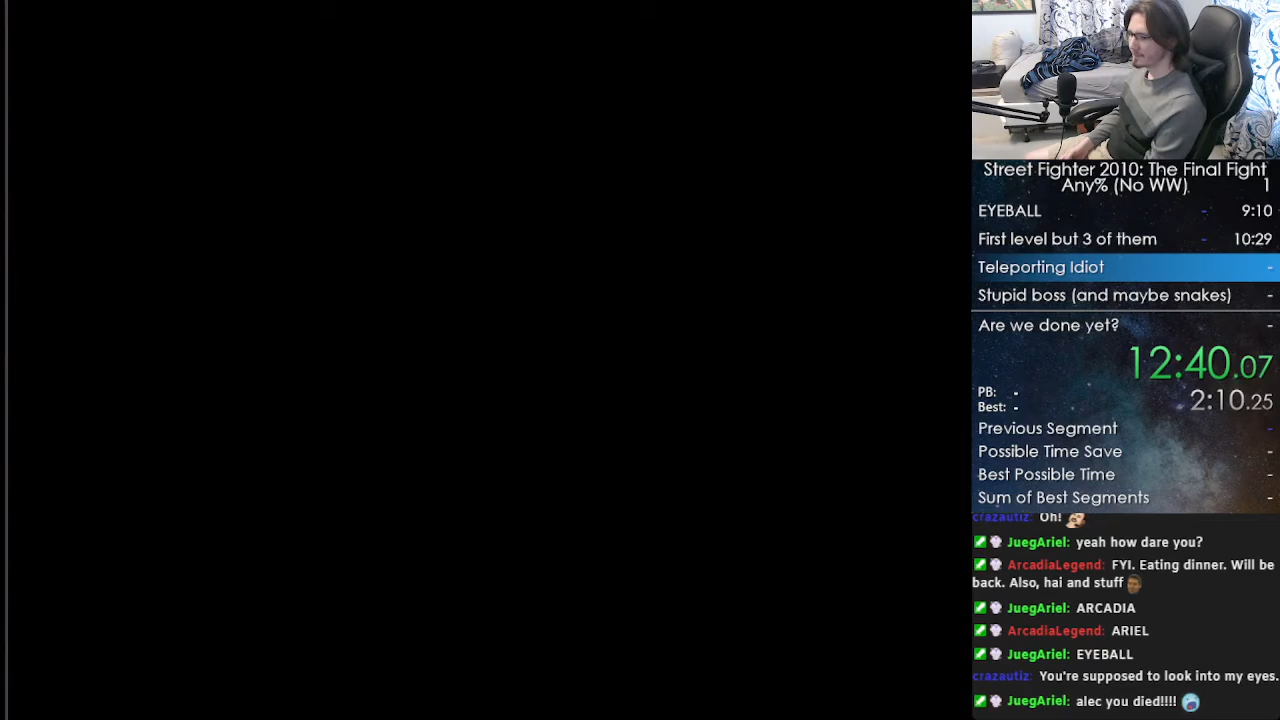 Street Fighter 2010: The Final Fight
Any% (No WW) 1
EYEBALL - 9:10
First level but 3 of them - 10:29
Teleporting Idiot -
Stupid boss (and maybe snakes) -
Are we done yet? -
12:40.07
PB: -
2:10.25
Best: -
Previous Segment -
Possible Time Save -
Best Possible Time -
Sum of Best Segments -
crazautiz: Oh!
JuegAriel: yeah how dare you?
ArcadiaLegend: FYI. Eating dinner. Will be
back. Also, hai and stuff
JuegAriel: ARCADIA
ArcadiaLegend: ARIEL
JuegAriel: EYEBALL
crazautiz: You're supposed to look into my eyes.
JuegAriel: alec you died!!!!